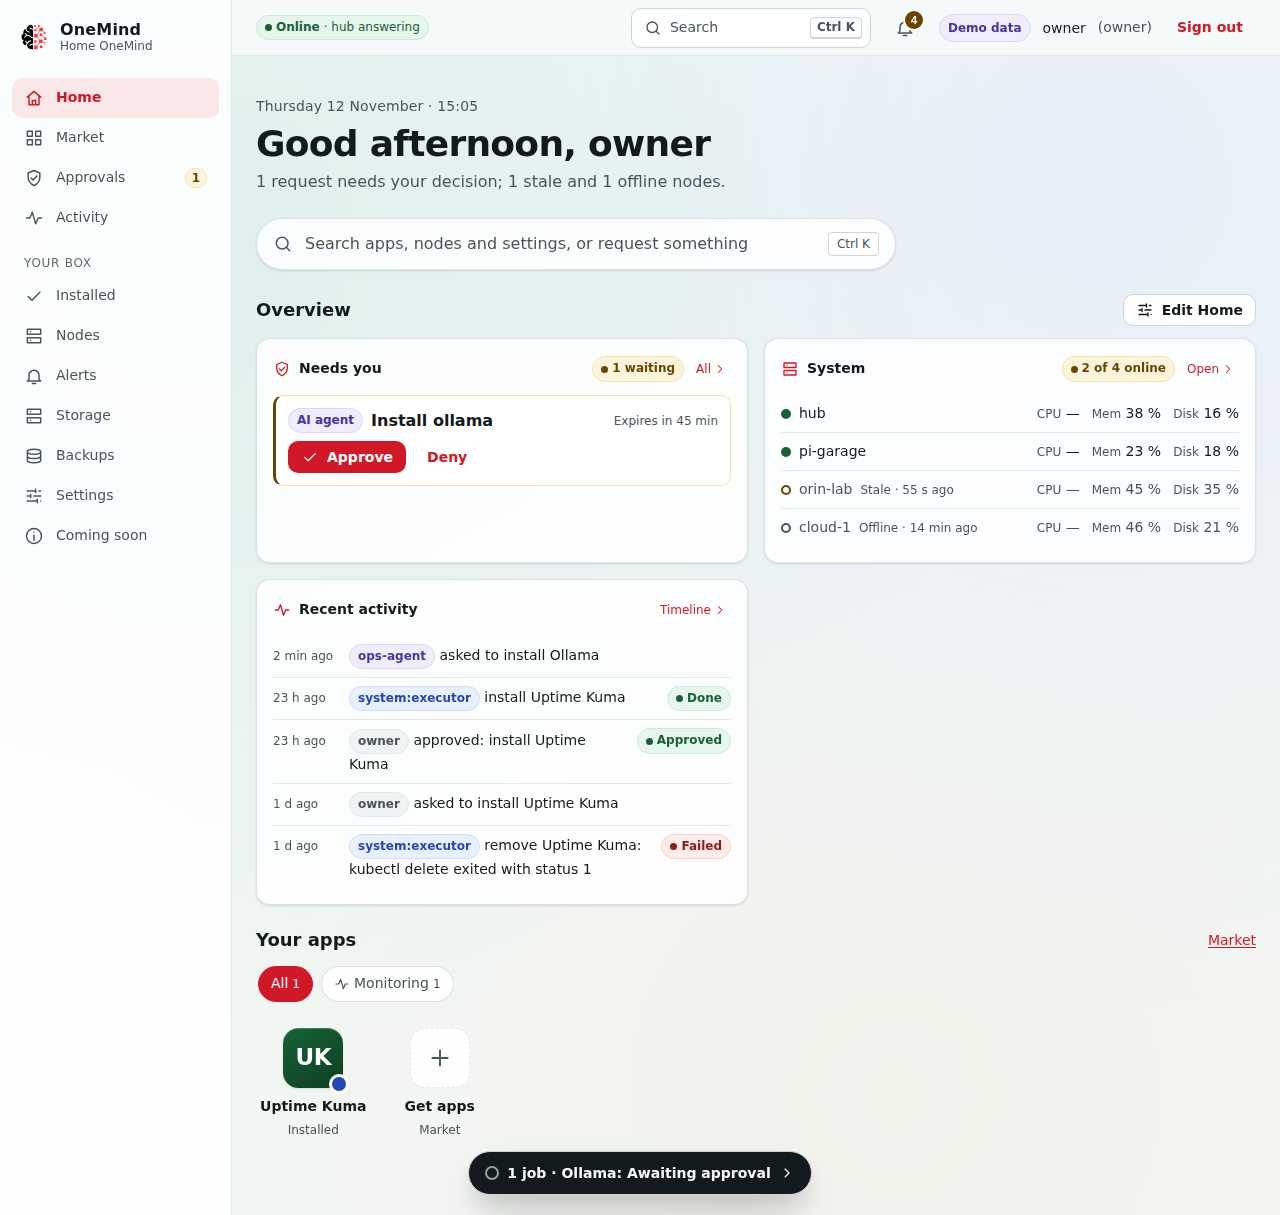 OneMind
Home OneMind
Online · hub answering
Search
Ctrl K
4
Demo data
owner
(owner)
Sign out
Home
Market
Approvals
1
Activity
YOUR BOX
Installed
Nodes
Alerts
Storage
Backups
Settings
Coming soon
Thursday 12 November · 15:05
Good afternoon, owner
1 request needs your decision; 1 stale and 1 offline nodes.
Search apps, nodes and settings, or request something
Ctrl K
Overview
Edit Home
Needs you
1 waiting
All
AI agent
Install ollama
Expires in 45 min
Approve
Deny
System
2 of 4 online
Open
hub CPU — Mem 38 % Disk 16 %
pi-garage CPU — Mem 23 % Disk 18 %
orin-lab Stale · 55 s ago CPU — Mem 45 % Disk 35 %
cloud-1 Offline · 14 min ago CPU — Mem 46 % Disk 21 %
Recent activity
Timeline
2 min ago ops-agent asked to install Ollama
23 h ago system:executor install Uptime Kuma Done
23 h ago owner approved: install Uptime Approved
Kuma
1 d ago owner asked to install Uptime Kuma
1 d ago system:executor remove Uptime Kuma: Failed
kubectl delete exited with status 1
Your apps
Market
All 1
Monitoring 1
UK
Uptime Kuma
Installed
Get apps
Market
1 job · Ollama: Awaiting approval